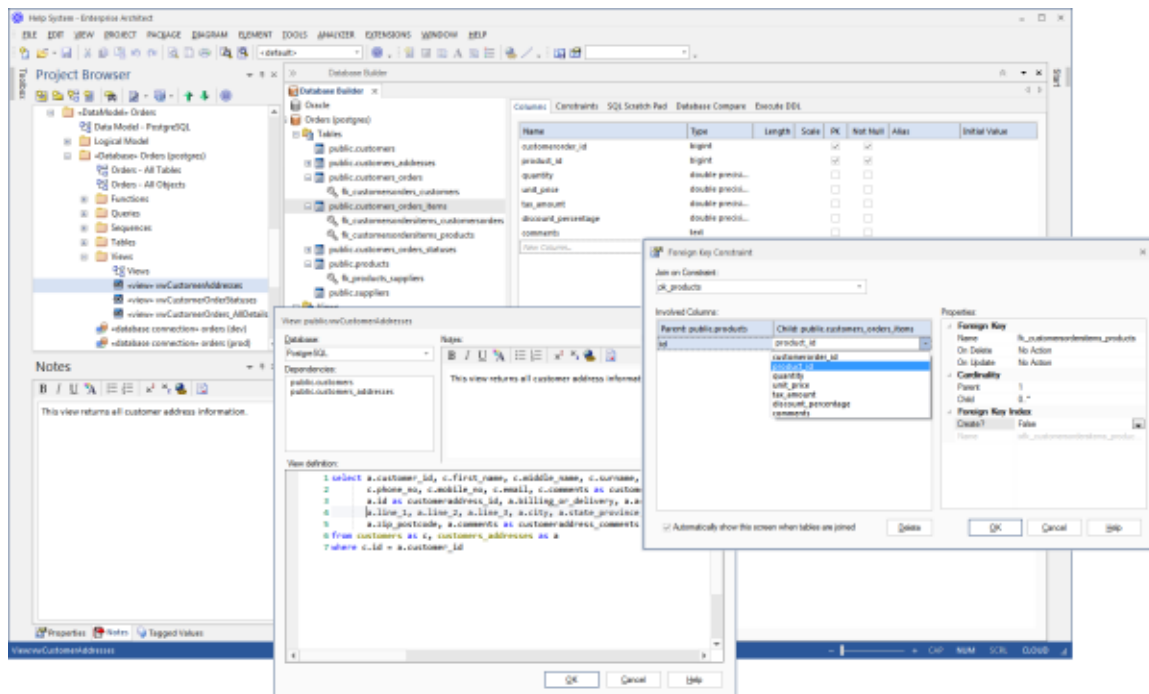 Help System - Enterprise Architect
FILE EDIT VIEW PROJECT PACKAGE DIAGRAM ELEMENT TOOLS ANALYZER EXTENSIONS WINDOW HELP
<default>
Toolbox
Project Browser
«DataModel» Orders
Data Model - PostgreSQL
Logical Model
«Database» Orders (postgres)
Orders - All Tables
Orders - All Objects
Functions
Queries
Sequences
Tables
Views
Views
«view» vwCustomerAddresses
«view» vwCustomerOrderStatuses
«view» vwCustomerOrders_AllDetails
«database connection» orders (dev)
«database connection» orders (prod)
Notes
This view returns all customer address information.
Properties Notes Tagged Values
View:vwCustomerAddresses
CAP NUM SCRL CLOUD
Database Builder
Start
Database Builder
Oracle
Orders (postgres)
Tables
public.customers
public.customers_addresses
public.customers_orders
fk_customersorders_customers
public.customers_orders_items
fk_customersordersitems_customersorders
fk_customersordersitems_products
public.customers_orders_statuses
public.products
fk_products_suppliers
public.suppliers
Views
Columns Constraints SQL Scratch Pad Database Compare Execute DDL
Name Type Length Scale PK Not Null Alias Initial Value
customerorder_id bigint
product_id bigint
quantity double precisi...
unit_price double precisi...
tax_amount double precisi...
discount_percentage double precisi...
comments text
New Column...
View: public.vwCustomerAddresses
Database:
PostgreSQL
Dependencies:
public.customers
public.customers_addresses
Notes:
This view returns all customer address informat
View definition:
1 select a.customer_id, c.first_name, c.middle_name, c.surname,
2 c.phone_no, c.mobile_no, c.email, c.comments as custome
3 a.id as customeraddress_id, a.billing_or_delivery, a.a
4 a.line_1, a.line_2, a.line_3, a.city, a.state_province
5 a.zip_postcode, a.comments as customeraddress_comments
6 from customers as c, customers_addresses as a
7 where c.id = a.customer_id
OK Cancel Help
Foreign Key Constraint
Join on Constraint:
pk_products
Involved Columns:
Parent: public.products Child: public.customers_orders_items
id product_id
customerorder_id
product_id
quantity
unit_price
tax_amount
discount_percentage
comments
Properties:
Foreign Key
Name fk_customersordersitems_products
On Delete No Action
On Update No Action
Cardinality
Parent 1
Child 0..*
Foreign Key Index
Create? False
Name
Automatically show this screen when tables are joined
Delete OK Cancel Help